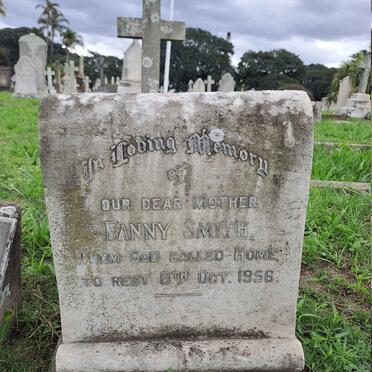 In Loving Memory
of
OUR DEAR MOTHER
FANNY SMITH,
WHOM GOD CALLED HOME
TO REST 8TH OCT. 1956.